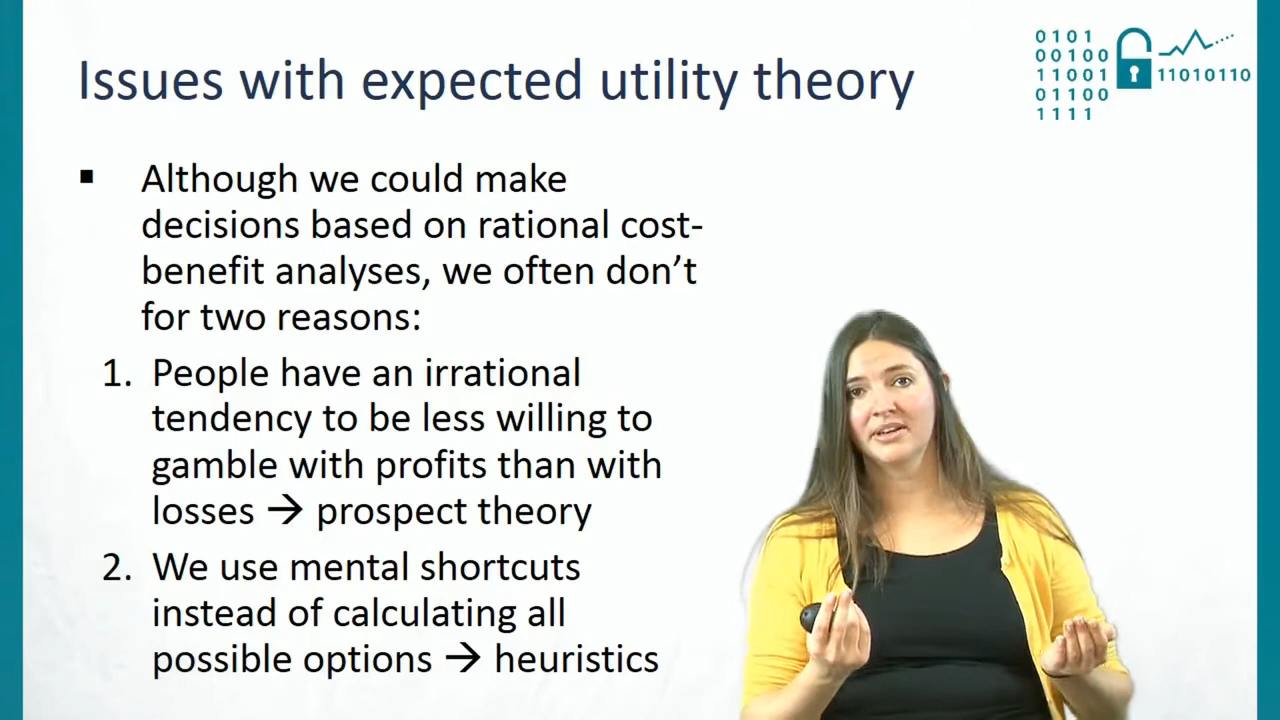 Issues with expected utility theory
0101
00100
11001
01100
1111
11010110
▪ Although we could make
decisions based on rational cost-
benefit analyses, we often don’t
for two reasons:
1. People have an irrational
tendency to be less willing to
gamble with profits than with
losses → prospect theory
2. We use mental shortcuts
instead of calculating all
possible options → heuristics